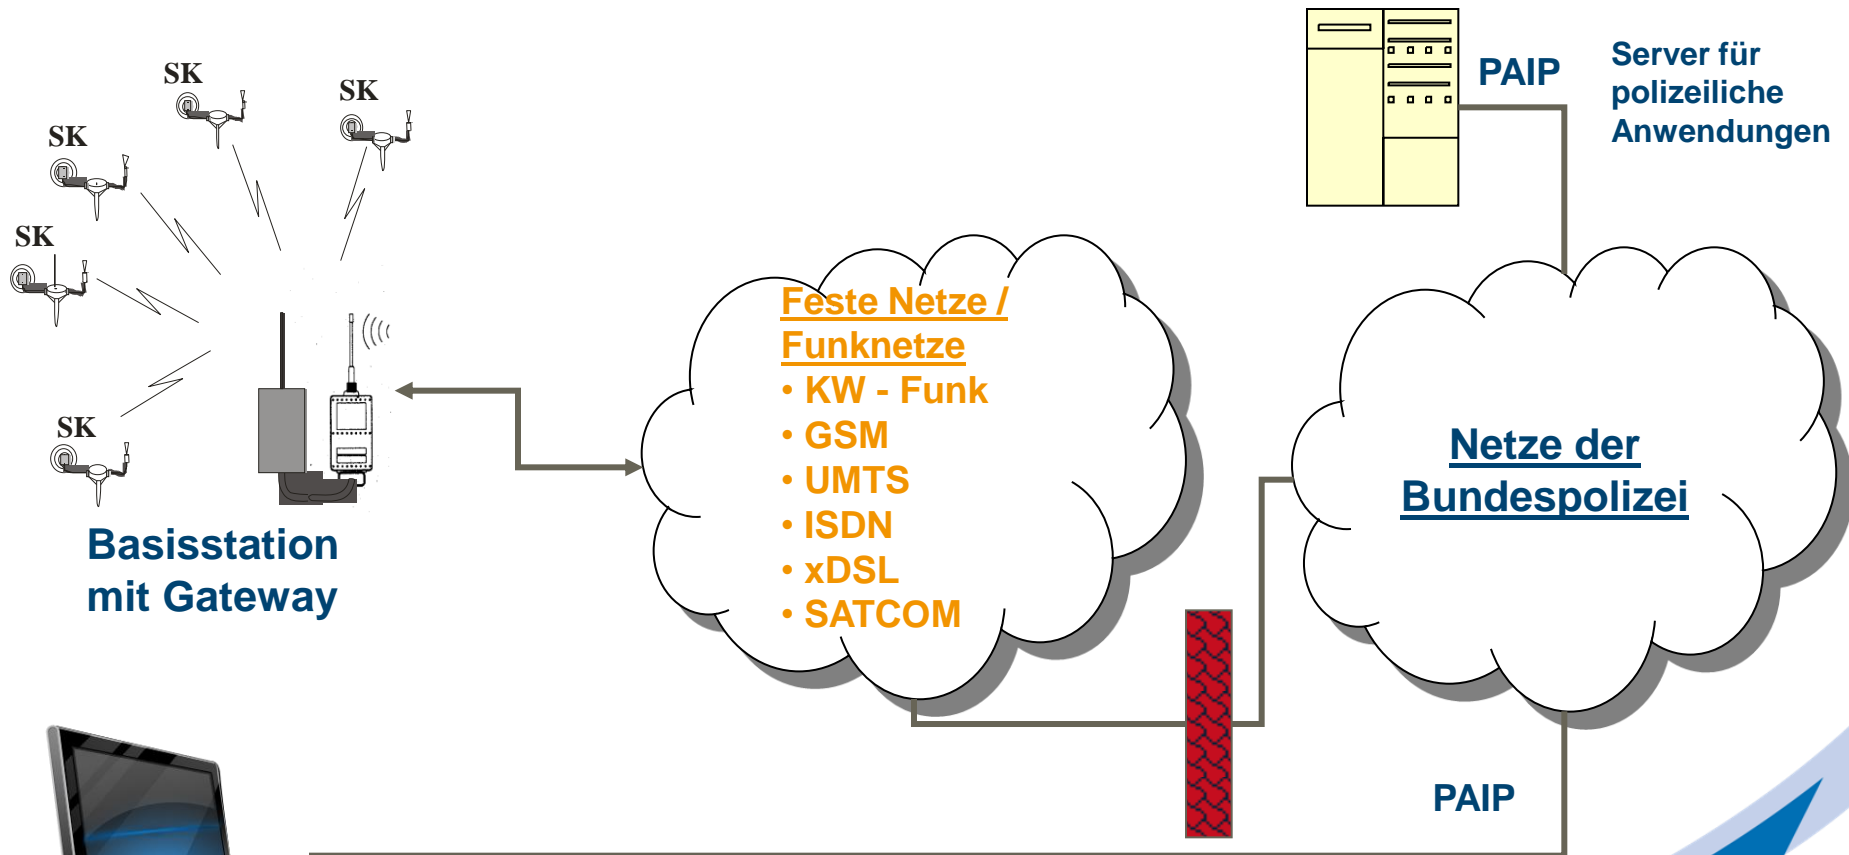 SK
SK
SK
SK
SK
Basisstation
mit Gateway
Feste Netze /
Funknetze
• KW - Funk
• GSM
• UMTS
• ISDN
• xDSL
• SATCOM
PAIP
Server für
polizeiliche
Anwendungen
Netze der
Bundespolizei
PAIP